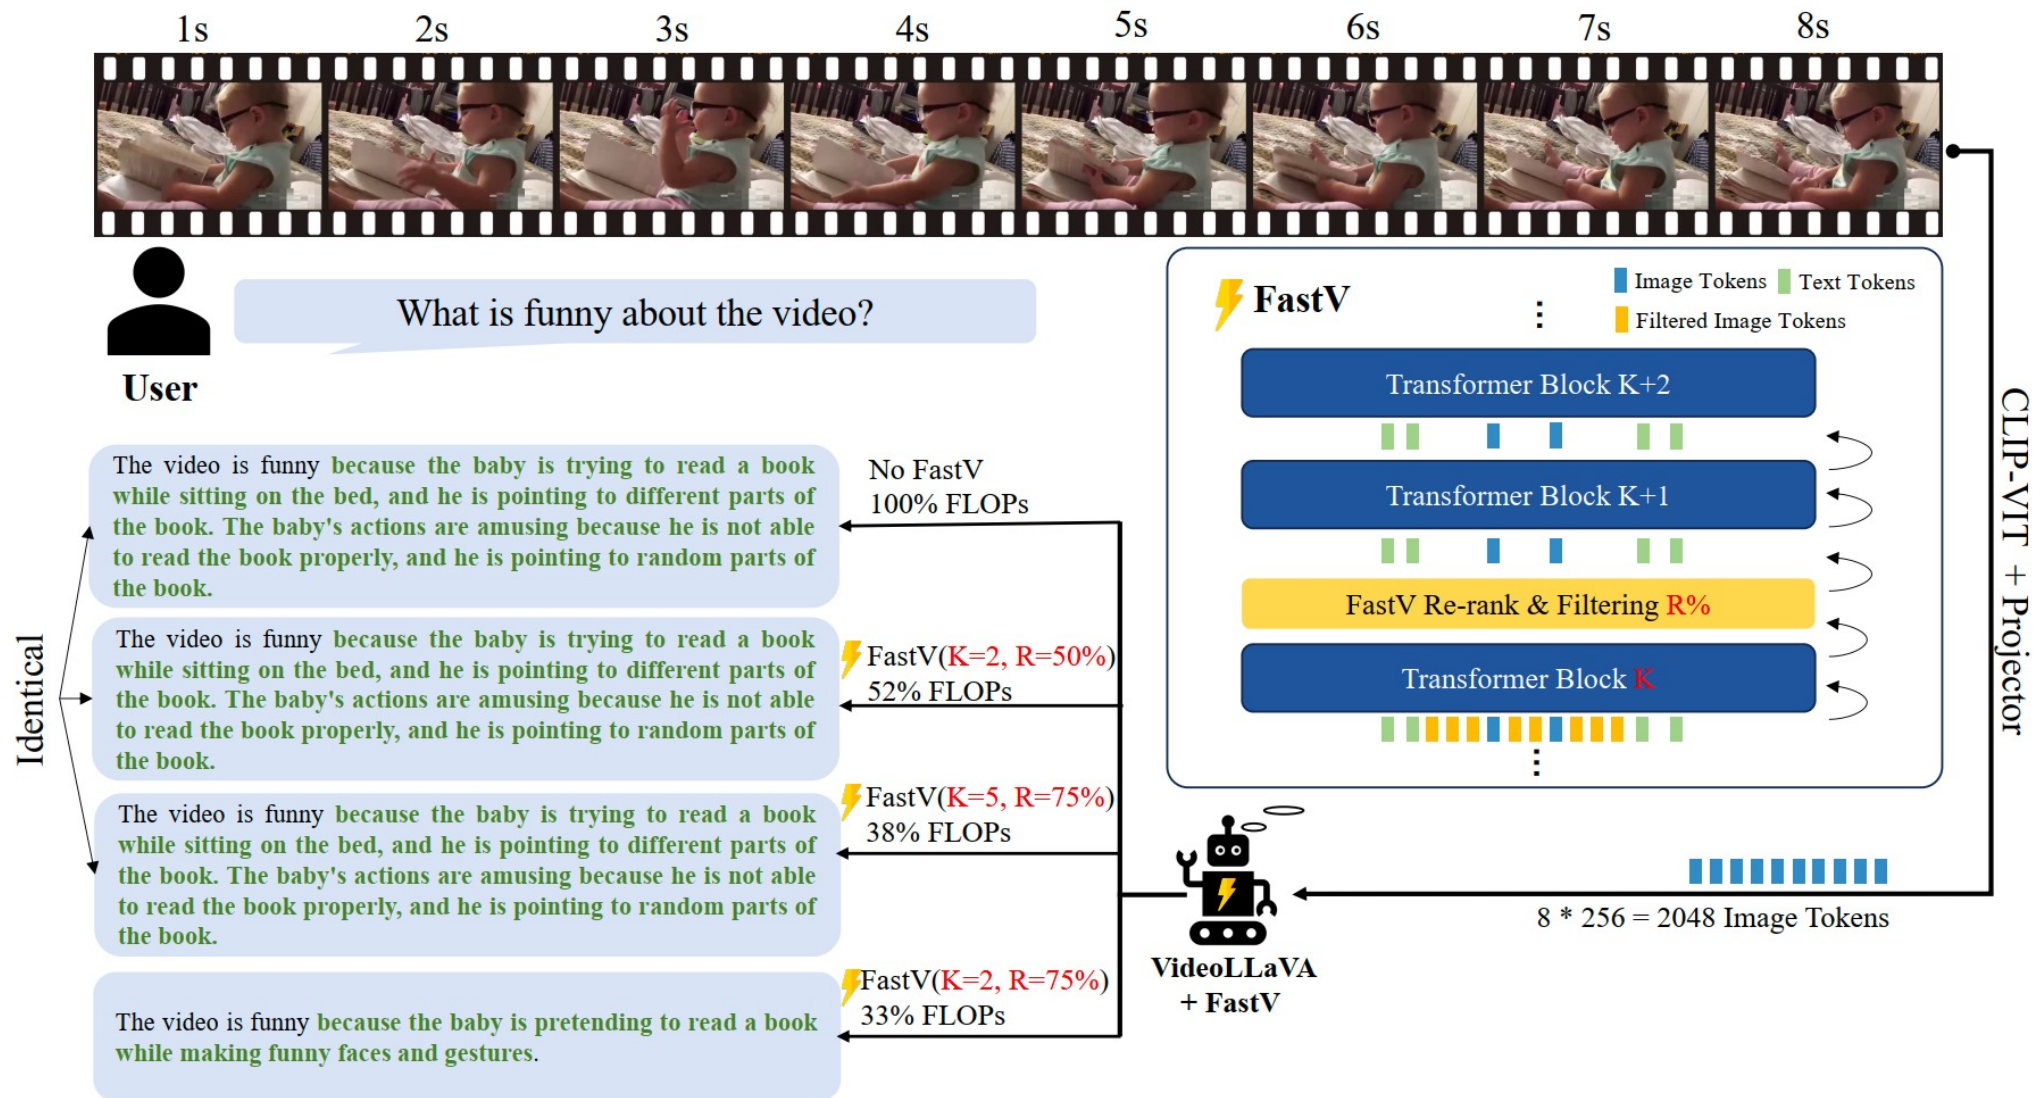 1s 2s 3s 4s 5s 6s 7s 8s
What is funny about the video?
User
Identical
The video is funny because the baby is trying to read a book
while sitting on the bed, and he is pointing to different parts of
the book. The baby's actions are amusing because he is not able
to read the book properly, and he is pointing to random parts of
the book.
The video is funny because the baby is trying to read a book
while sitting on the bed, and he is pointing to different parts of
the book. The baby's actions are amusing because he is not able
to read the book properly, and he is pointing to random parts of
the book.
The video is funny because the baby is trying to read a book
while sitting on the bed, and he is pointing to different parts of
the book. The baby's actions are amusing because he is not able
to read the book properly, and he is pointing to random parts of
the book.
The video is funny because the baby is pretending to read a book
while making funny faces and gestures.
No FastV
100% FLOPs
FastV(K=2, R=50%)
52% FLOPs
FastV(K=5, R=75%)
38% FLOPs
FastV(K=2, R=75%)
33% FLOPs
FastV
Image Tokens
Text Tokens
Filtered Image Tokens
Transformer Block K+2
Transformer Block K+1
FastV Re-rank & Filtering R%
Transformer Block K
CLIP-VIT + Projector
8 * 256 = 2048 Image Tokens
VideoLLaVA
+ FastV